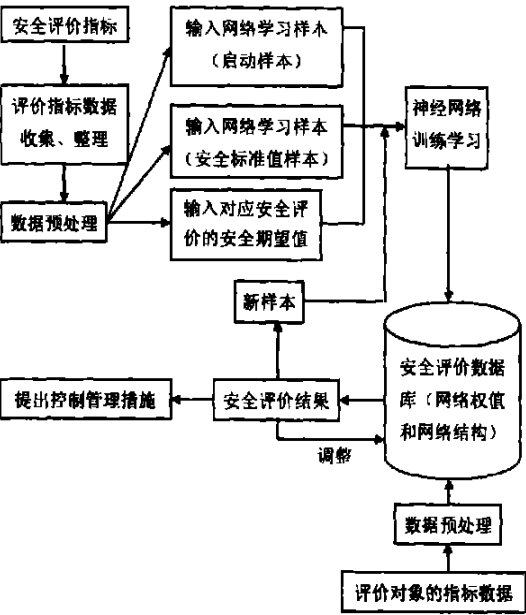 安全评价指标
评价指标数据
收集、整理
数据预处理
输入网络学习样本
（启动样本）
输入网络学习样本
（安全标准值样本）
输入对应安全评
价的安全期望值
神经网络
训练学习
新样本
安全评价数据
库（网络权值
和网络结构）
提出控制管理措施
安全评价结果
调整
数据预处理
评价对象的指标数据